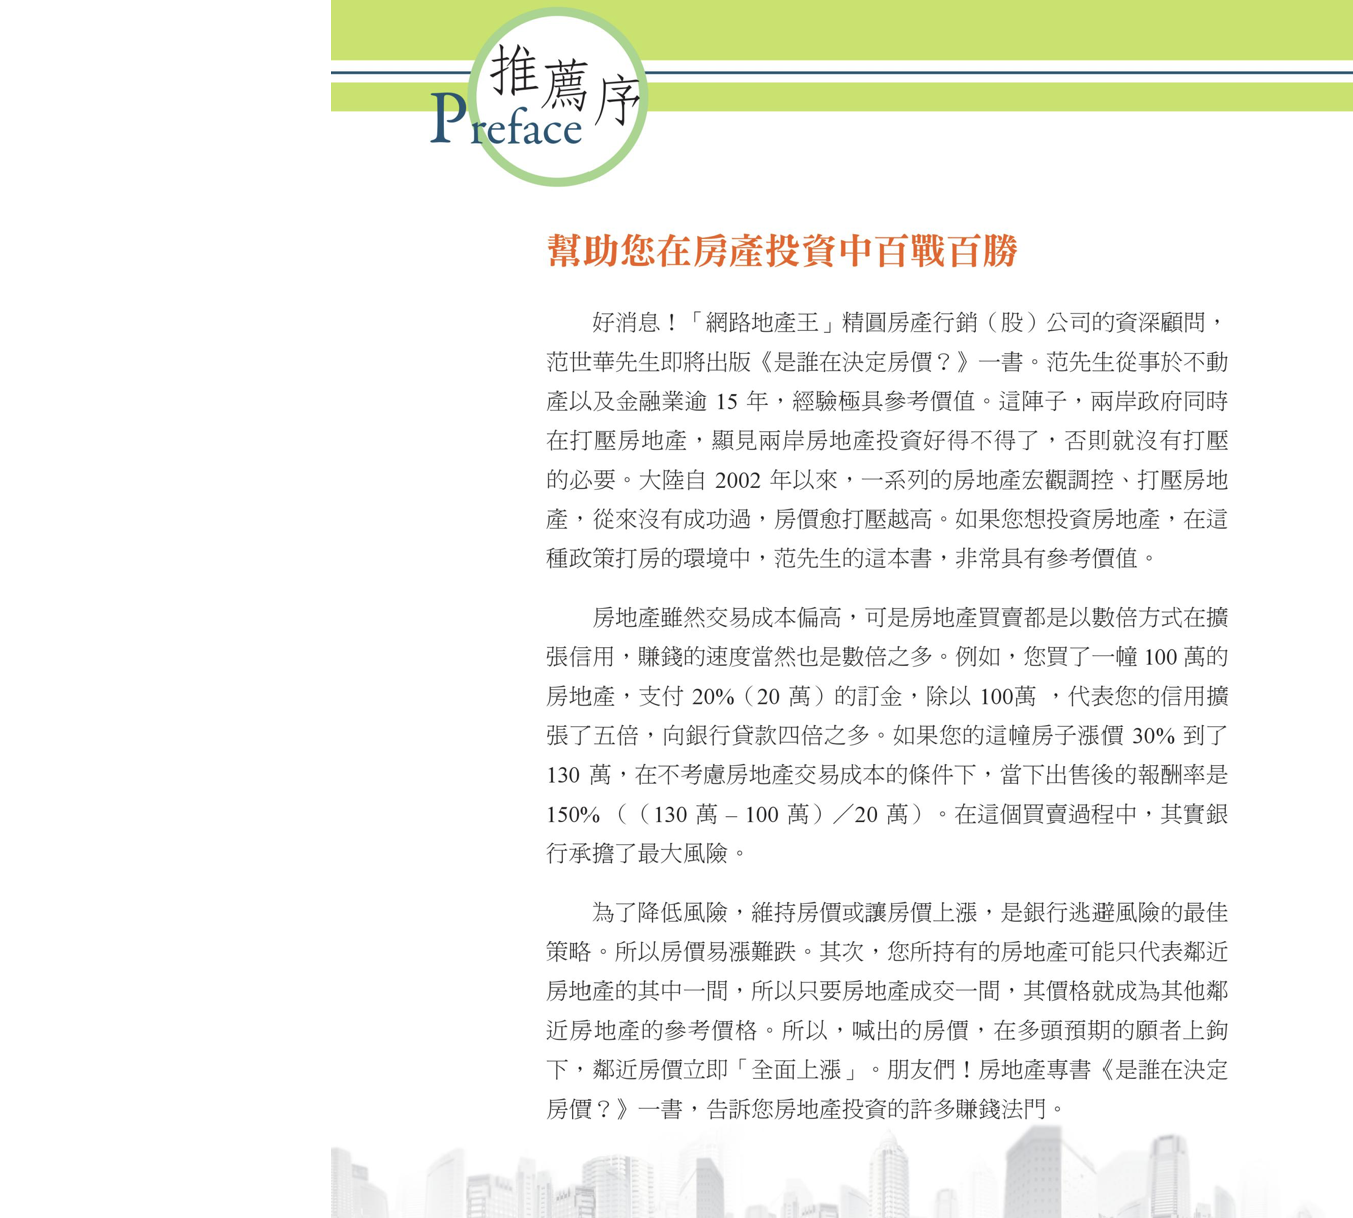 推薦序
Preface
幫助您在房產投資中百戰百勝
好消息！「網路地產王」精圓房產行銷（股）公司的資深顧問，
范世華先生即將出版《是誰在決定房價？》一書。范先生從事於不動
產以及金融業逾 15 年，經驗極具參考價值。這陣子，兩岸政府同時
在打壓房地產，顯見兩岸房地產投資好得不得了，否則就沒有打壓
的必要。大陸自 2002 年以來，一系列的房地產宏觀調控、打壓房地
產，從來沒有成功過，房價愈打壓越高。如果您想投資房地產，在這
種政策打房的環境中，范先生的這本書，非常具有參考價值。
房地產雖然交易成本偏高，可是房地產買賣都是以數倍方式在擴
張信用，賺錢的速度當然也是數倍之多。例如，您買了一幢 100 萬的
房地產，支付 20%（20 萬）的訂金，除以 100萬 ，代表您的信用擴
張了五倍，向銀行貸款四倍之多。如果您的這幢房子漲價 30% 到了
130 萬，在不考慮房地產交易成本的條件下，當下出售後的報酬率是
150% （（130 萬 – 100 萬）／20 萬）。在這個買賣過程中，其實銀
行承擔了最大風險。
為了降低風險，維持房價或讓房價上漲，是銀行逃避風險的最佳
策略。所以房價易漲難跌。其次，您所持有的房地產可能只代表鄰近
房地產的其中一間，所以只要房地產成交一間，其價格就成為其他鄰
近房地產的參考價格。所以，喊出的房價，在多頭預期的願者上鉤
下，鄰近房價立即「全面上漲」。朋友們！房地產專書《是誰在決定
房價？》一書，告訴您房地產投資的許多賺錢法門。